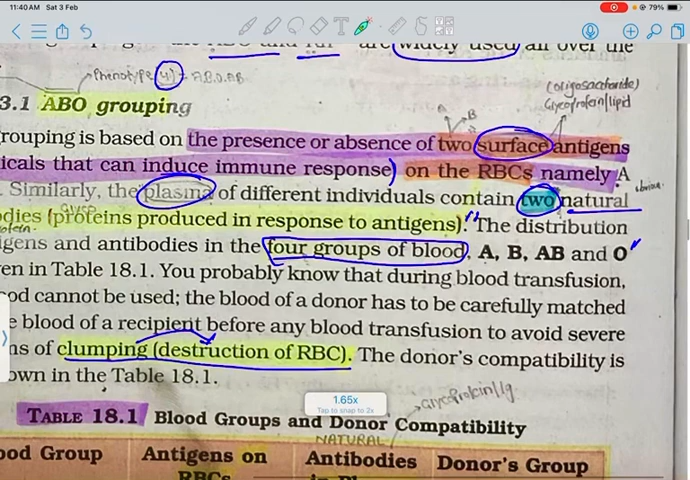 11:40 AM Sat 3 Feb
79%
are widely used all over the
Phenotype (4) = A, B, O, AB
(oligosaccharide)
3.1 ABO grouping
Glycoprotein/lipid
A B
rouping is based on the presence or absence of two surface antigens
icals that can induce immune response) on the RBCs namely A
. Similarly, the plasma of different individuals contain two natural
odies (proteins produced in response to antigens). The distribution
igens and antibodies in the four groups of blood, A, B, AB and O
en in Table 18.1. You probably know that during blood transfusion,
ood cannot be used; the blood of a donor has to be carefully matched
e blood of a recipient before any blood transfusion to avoid severe
ms of clumping (destruction of RBC). The donor's compatibility is
own in the Table 18.1.
1.65x
Tap to snap to 2x
Glycoprotein/Ig
TABLE 18.1 Blood Groups and Donor Compatibility
NATURAL
ood Group Antigens on Antibodies Donor's Group
RBCs